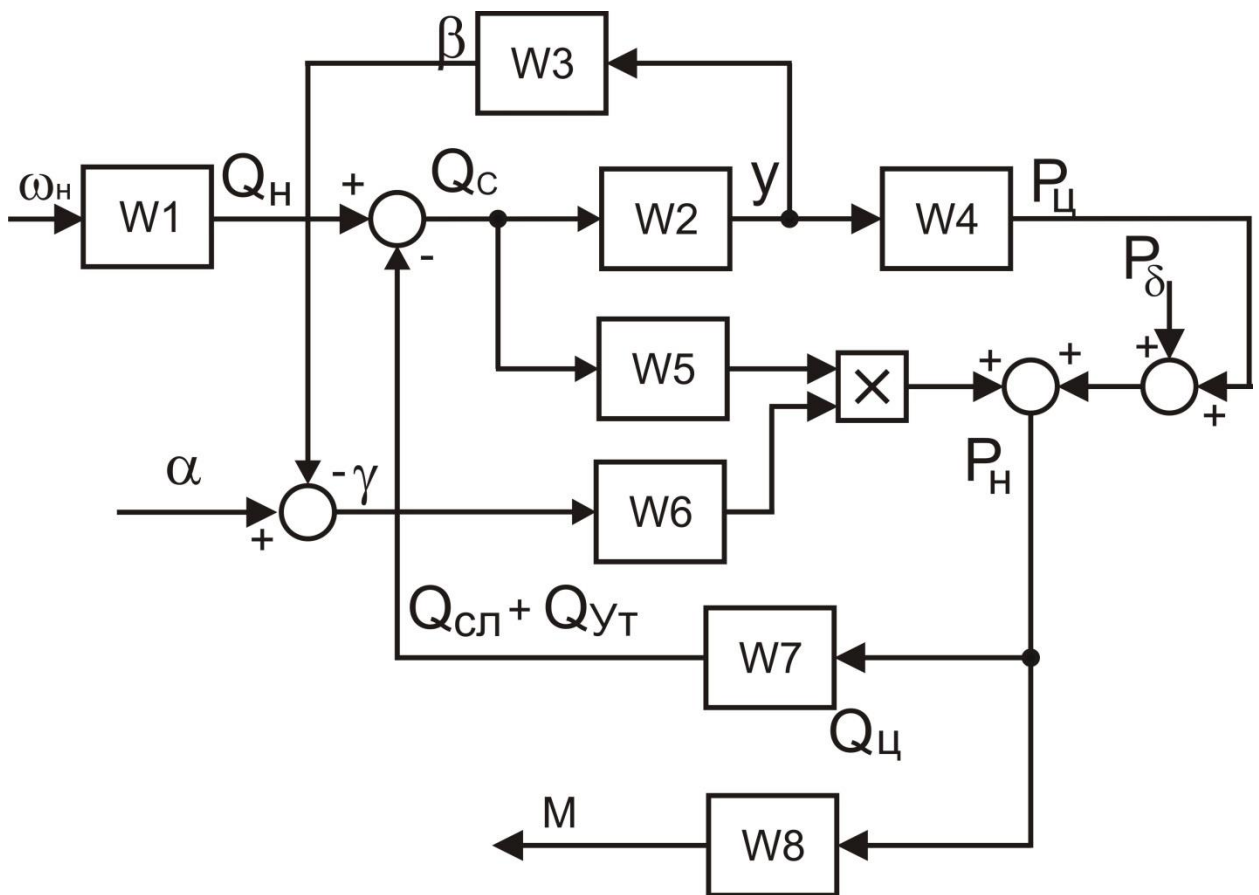 β
W3
ωн
W1
Qн
+
Qс
W2
y
W4
Pц
-
Pδ
W5
+
+
+
×
+
α
- γ
Pн
+
W6
Qсл + QУт
W7
Qц
M
W8